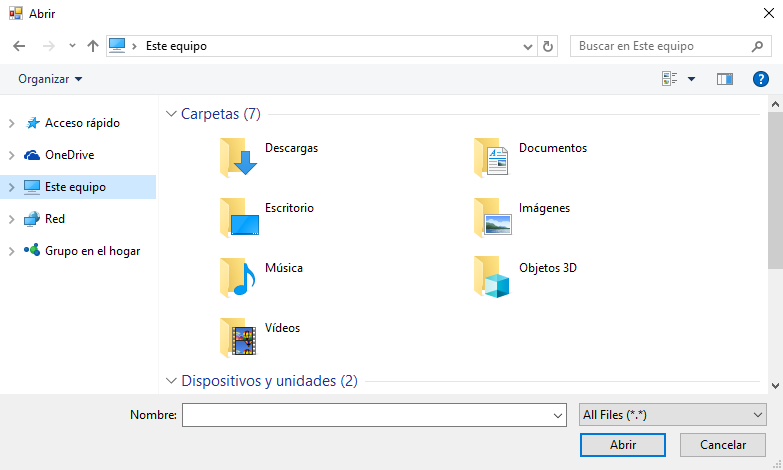 Abrir
Este equipo
Buscar en Este equipo
Organizar
Acceso rápido
OneDrive
Este equipo
Red
Grupo en el hogar
Carpetas (7)
Descargas
Documentos
Escritorio
Imágenes
Música
Objetos 3D
Vídeos
Dispositivos y unidades (2)
Nombre:
All Files (*.*)
Abrir
Cancelar